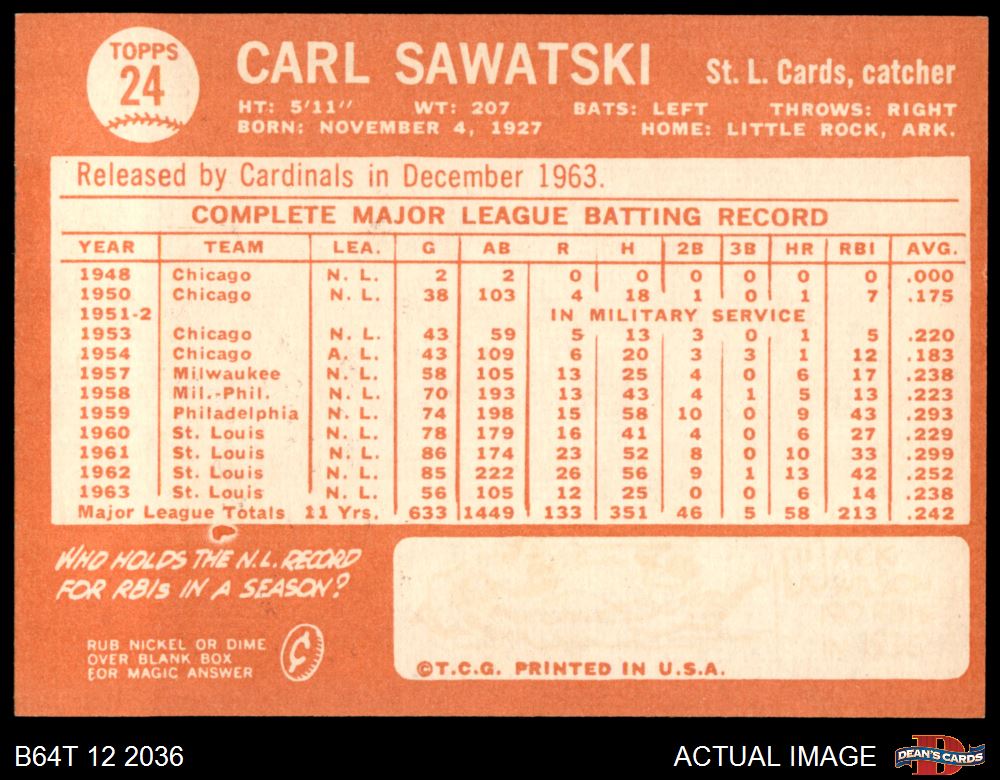 TOPPS
24
CARL SAWATSKI
St. L. Cards, catcher
HT: 5'11" WT: 207 BATS: LEFT THROWS: RIGHT
BORN: NOVEMBER 4, 1927 HOME: LITTLE ROCK, ARK.
Released by Cardinals in December 1963.
COMPLETE MAJOR LEAGUE BATTING RECORD
YEAR TEAM LEA. G AB R H 2B 3B HR RBI AVG.
1948 Chicago N. L. 2 2 0 0 0 0 0 0 .000
1950 Chicago N. L. 38 103 4 18 1 0 1 7 .175
1951-2 IN MILITARY SERVICE
1953 Chicago N. L. 43 59 5 13 3 0 1 5 .220
1954 Chicago A. L. 43 109 6 20 3 3 1 12 .183
1957 Milwaukee N. L. 58 105 13 25 4 0 6 17 .238
1958 Mil.-Phil. N. L. 70 193 13 43 4 1 5 13 .223
1959 Philadelphia N. L. 74 198 15 58 10 0 9 43 .293
1960 St. Louis N. L. 78 179 16 41 4 0 6 27 .229
1961 St. Louis N. L. 86 174 23 52 8 0 10 33 .299
1962 St. Louis N. L. 85 222 26 56 9 1 13 42 .252
1963 St. Louis N. L. 56 105 12 25 0 0 6 14 .238
Major League Totals 11 Yrs. 633 1449 133 351 46 5 58 213 .242
WHO HOLDS THE N.L. RECORD
FOR RBIs IN A SEASON?
RUB NICKEL OR DIME
OVER BLANK BOX
FOR MAGIC ANSWER
©T.C.G. PRINTED IN U.S.A.
B64T 12 2036
ACTUAL IMAGE
DEAN'S CARDS